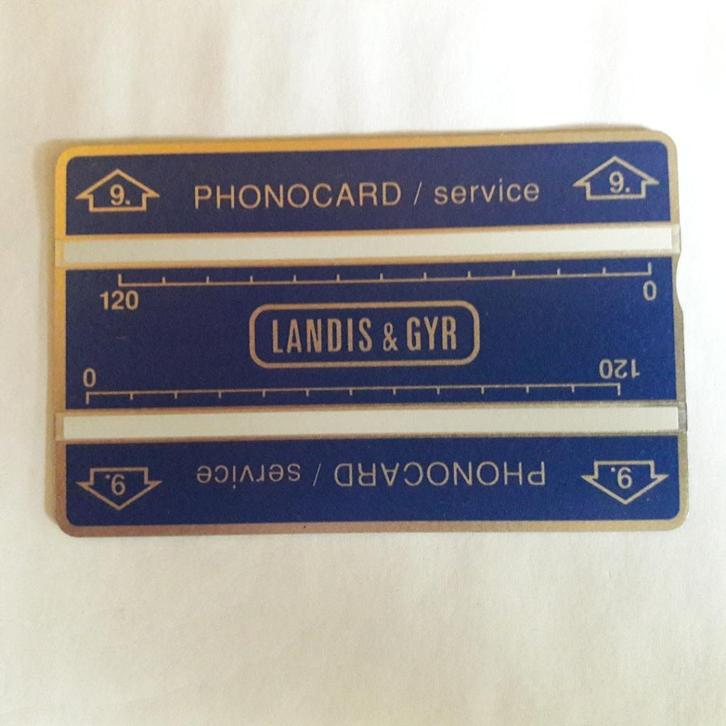 9. PHONOCARD / service 9.
120 0
LANDIS & GYR
0 120
9. PHONOCARD / service 9.